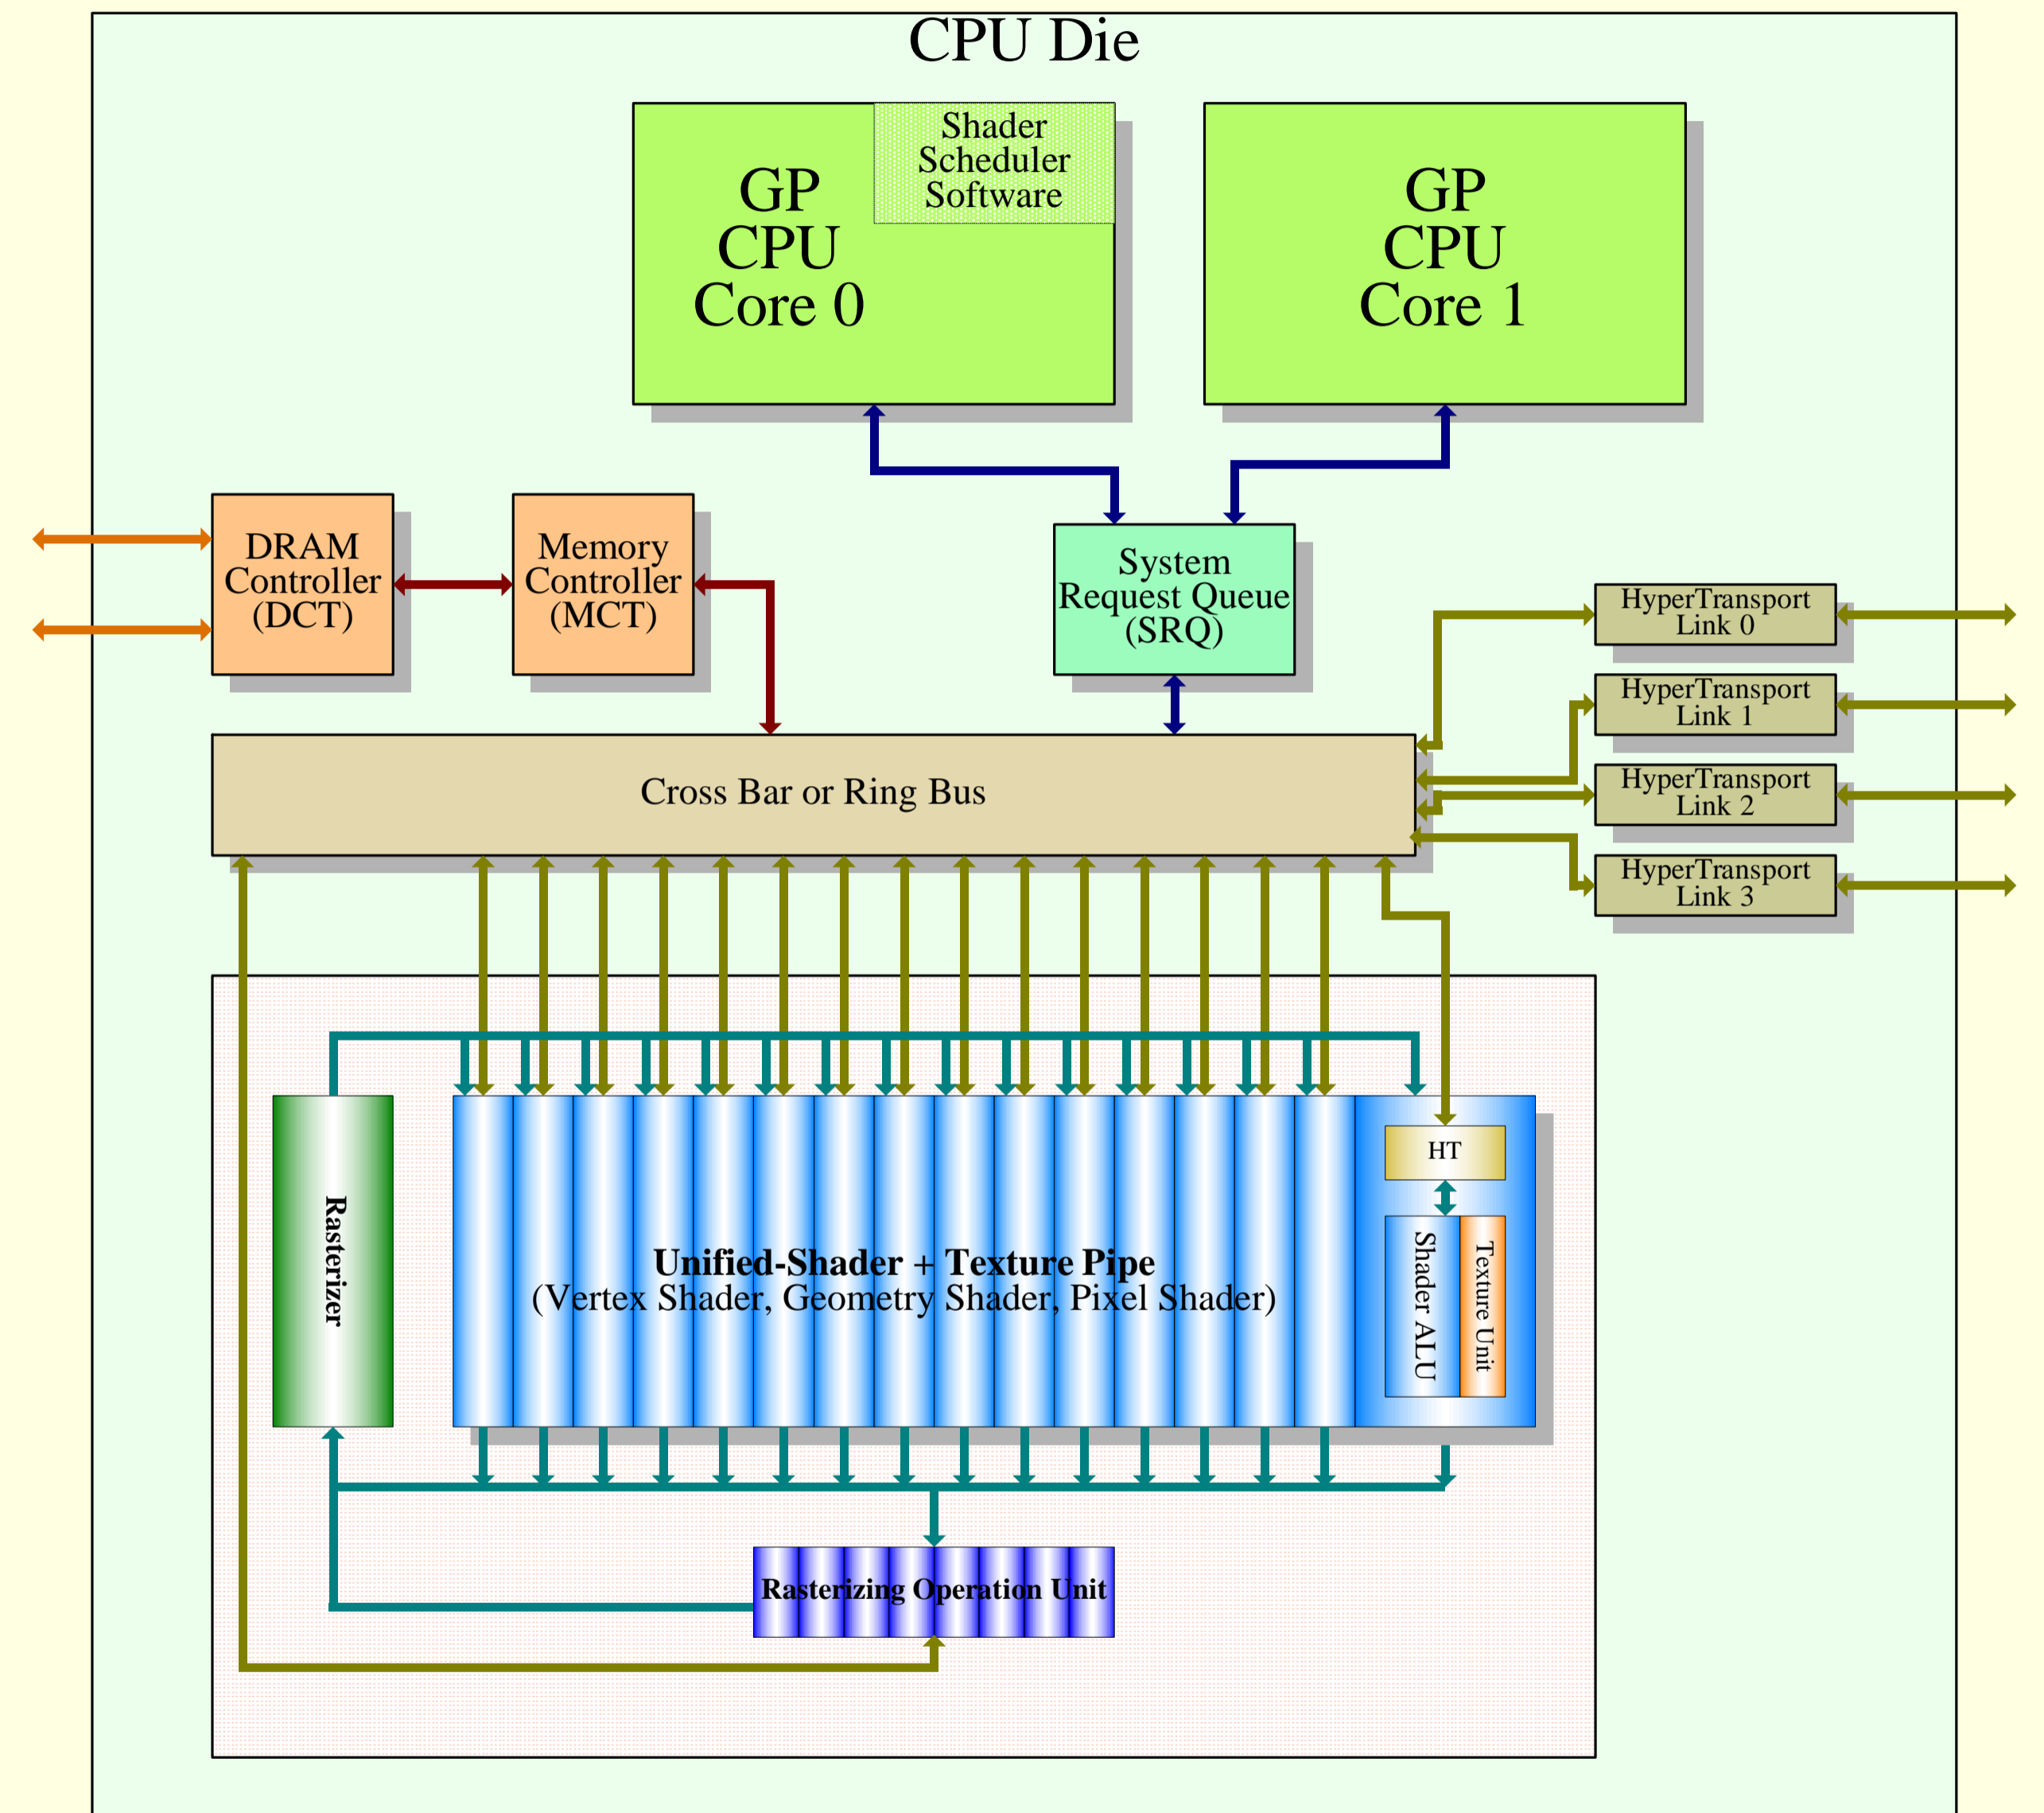 CPU Die
GP
CPU
Core 0
Shader
Scheduler
Software
GP
CPU
Core 1
DRAM
Controller
(DCT)
Memory
Controller
(MCT)
System
Request Queue
(SRQ)
HyperTransport
Link 0
HyperTransport
Link 1
HyperTransport
Link 2
HyperTransport
Link 3
Cross Bar or Ring Bus
Rasterizer
Unified-Shader + Texture Pipe
(Vertex Shader, Geometry Shader, Pixel Shader)
HT
Shader ALU
Texture Unit
Rasterizing Operation Unit